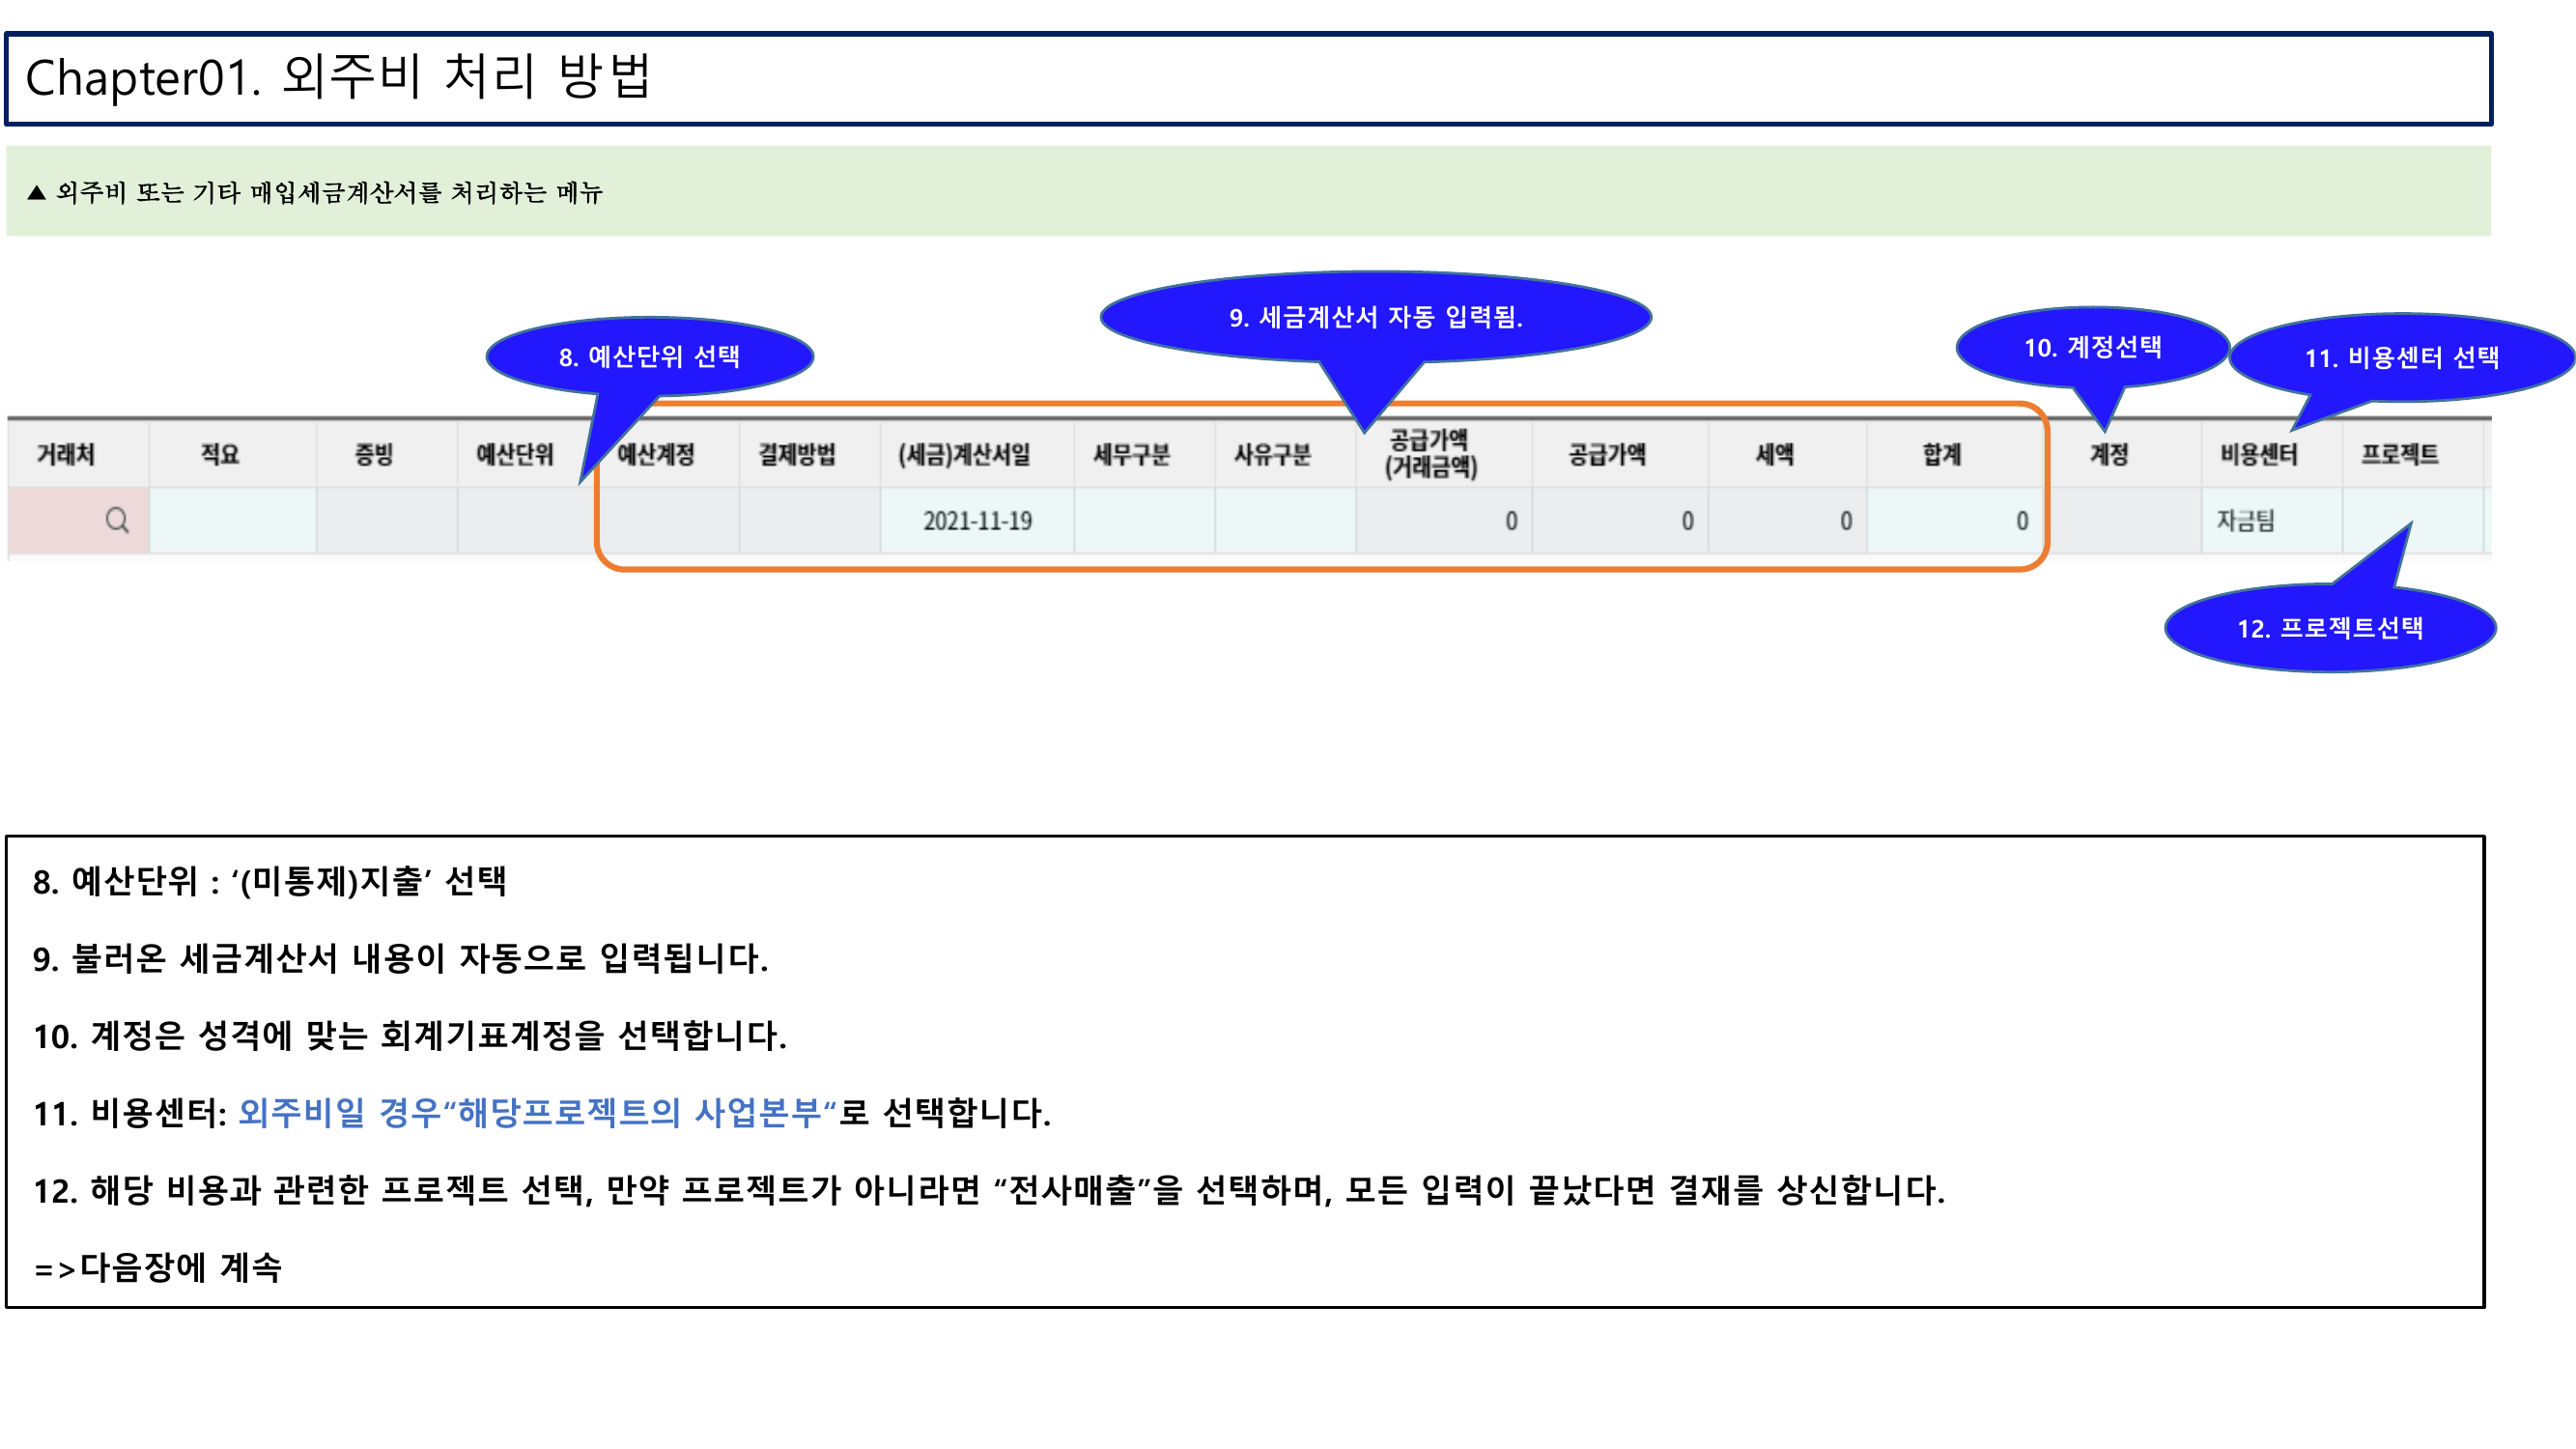 Chapter01. 외주비 처리 방법
▲ 외주비 또는 기타 매입세금계산서를 처리하는 메뉴
8. 예산단위 선택
9. 세금계산서 자동 입력됨.
10. 계정선택
11. 비용센터 선택
거래처 적요 증빙 예산단위 예산계정 결제방법 (세금)계산서일 세무구분 사유구분 공급가액 (거래금액) 공급가액 세액 합계 계정 비용센터 프로젝트
2021-11-19 0 0 0 0 자금팀
12. 프로젝트선택
8. 예산단위 : ‘(미통제)지출’ 선택
9. 불러온 세금계산서 내용이 자동으로 입력됩니다.
10. 계정은 성격에 맞는 회계기표계정을 선택합니다.
11. 비용센터: 외주비일 경우“해당프로젝트의 사업본부“로 선택합니다.
12. 해당 비용과 관련한 프로젝트 선택, 만약 프로젝트가 아니라면 “전사매출”을 선택하며, 모든 입력이 끝났다면 결재를 상신합니다.
=>다음장에 계속